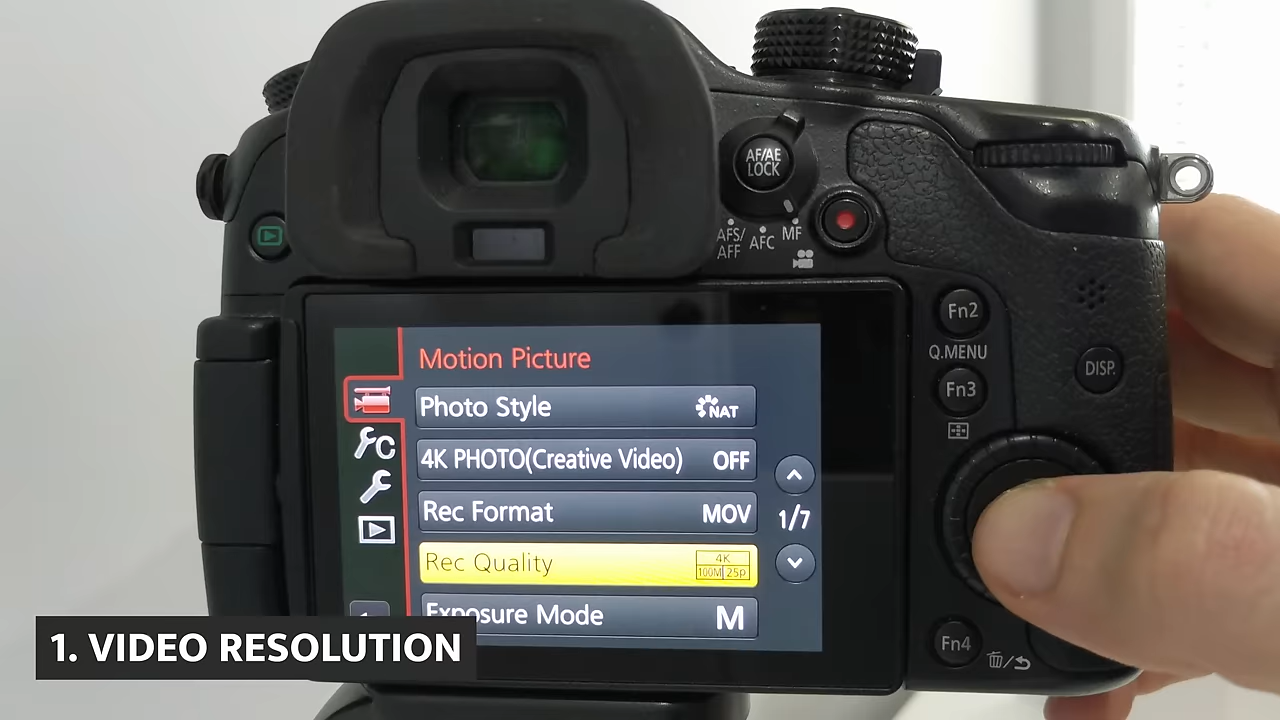 AF/AE
LOCK
AFS/
AFF
AFC
MF
Fn2
Q.MENU
Fn3
DISP.
Fn4
Motion Picture
Photo Style
NAT
4K PHOTO(Creative Video)
OFF
Rec Format
MOV
1/7
Rec Quality
4K
100M 25p
Exposure Mode
M
C
1. VIDEO RESOLUTION